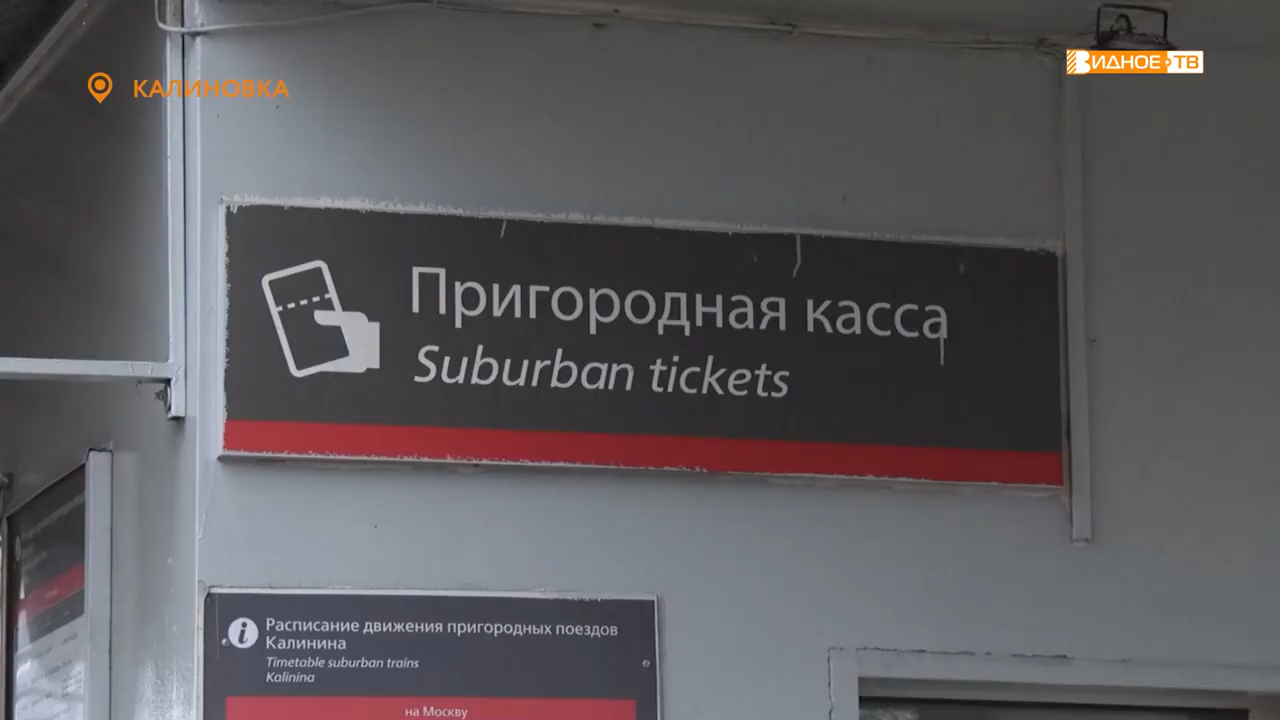 КАЛИНОВКА
ВИДНОЕ ТВ
Пригородная касса
Suburban tickets
i Расписание движения пригородных поездов
Калинина
Timetable suburban trains
Kalinina
на Москву